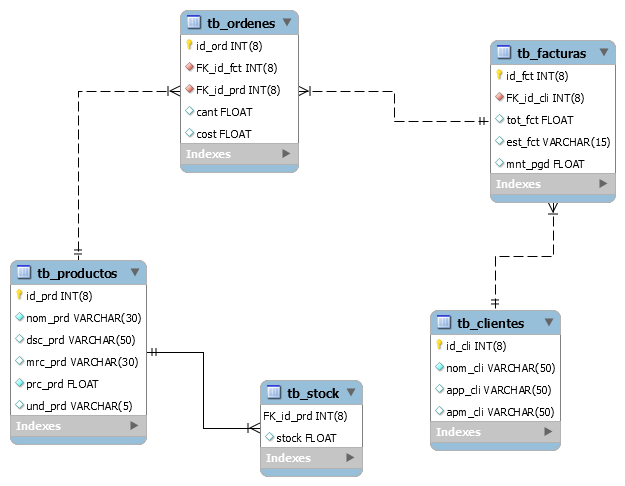 tb_ordenes
id_ord INT(8)
FK_id_fct INT(8)
FK_id_prd INT(8)
cant FLOAT
cost FLOAT
Indexes
tb_facturas
id_fct INT(8)
FK_id_cli INT(8)
tot_fct FLOAT
est_fct VARCHAR(15)
mnt_pgd FLOAT
Indexes
tb_productos
id_prd INT(8)
nom_prd VARCHAR(30)
dsc_prd VARCHAR(50)
mrc_prd VARCHAR(30)
prc_prd FLOAT
und_prd VARCHAR(5)
Indexes
tb_stock
FK_id_prd INT(8)
stock FLOAT
Indexes
tb_clientes
id_cli INT(8)
nom_cli VARCHAR(50)
app_cli VARCHAR(50)
apm_cli VARCHAR(50)
Indexes